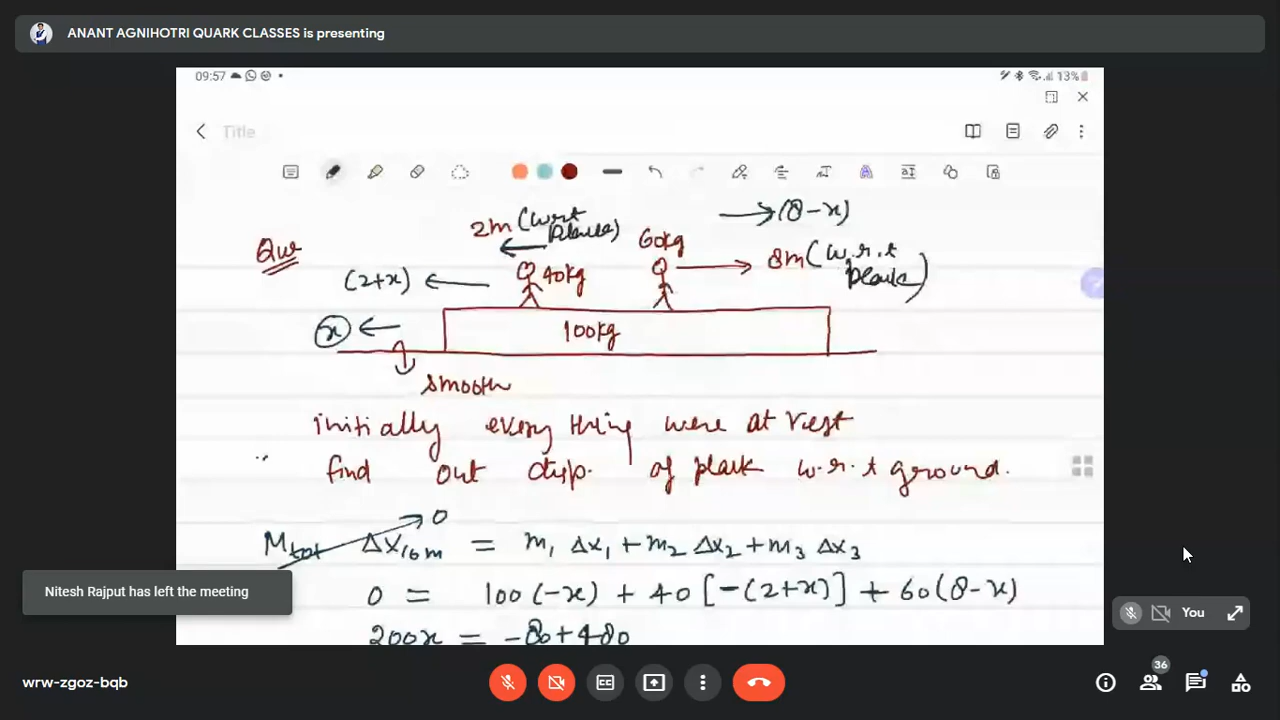 ANANT AGNIHOTRI QUARK CLASSES is presenting
09:57
13%
Title
2m (w.r.t
Plank)
→ (8-x)
Que
60kg
8m (w.r.t
plank)
(2+x) ←
40kg
x ←
100kg
smooth
initially every thing were at rest
find out disp. of plank w.r.t ground.
0
Mtot ΔXcom = m1 Δx1 + m2 Δx2 + m3 Δx3
0 = 100(-x) + 40[-(2+x)] + 60(8-x)
200x = -80+480
Nitesh Rajput has left the meeting
You
wrw-zgoz-bqb
CC
36